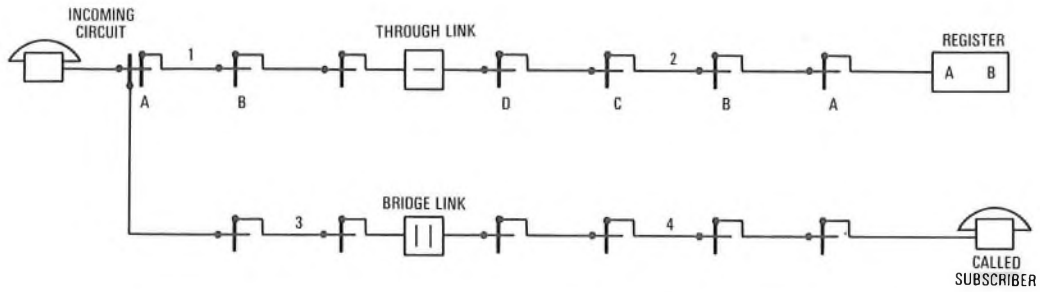 INCOMING
CIRCUIT
THROUGH LINK
REGISTER
1
2
A B
A
B
D
C
B
A
BRIDGE LINK
3
4
CALLED
SUBSCRIBER